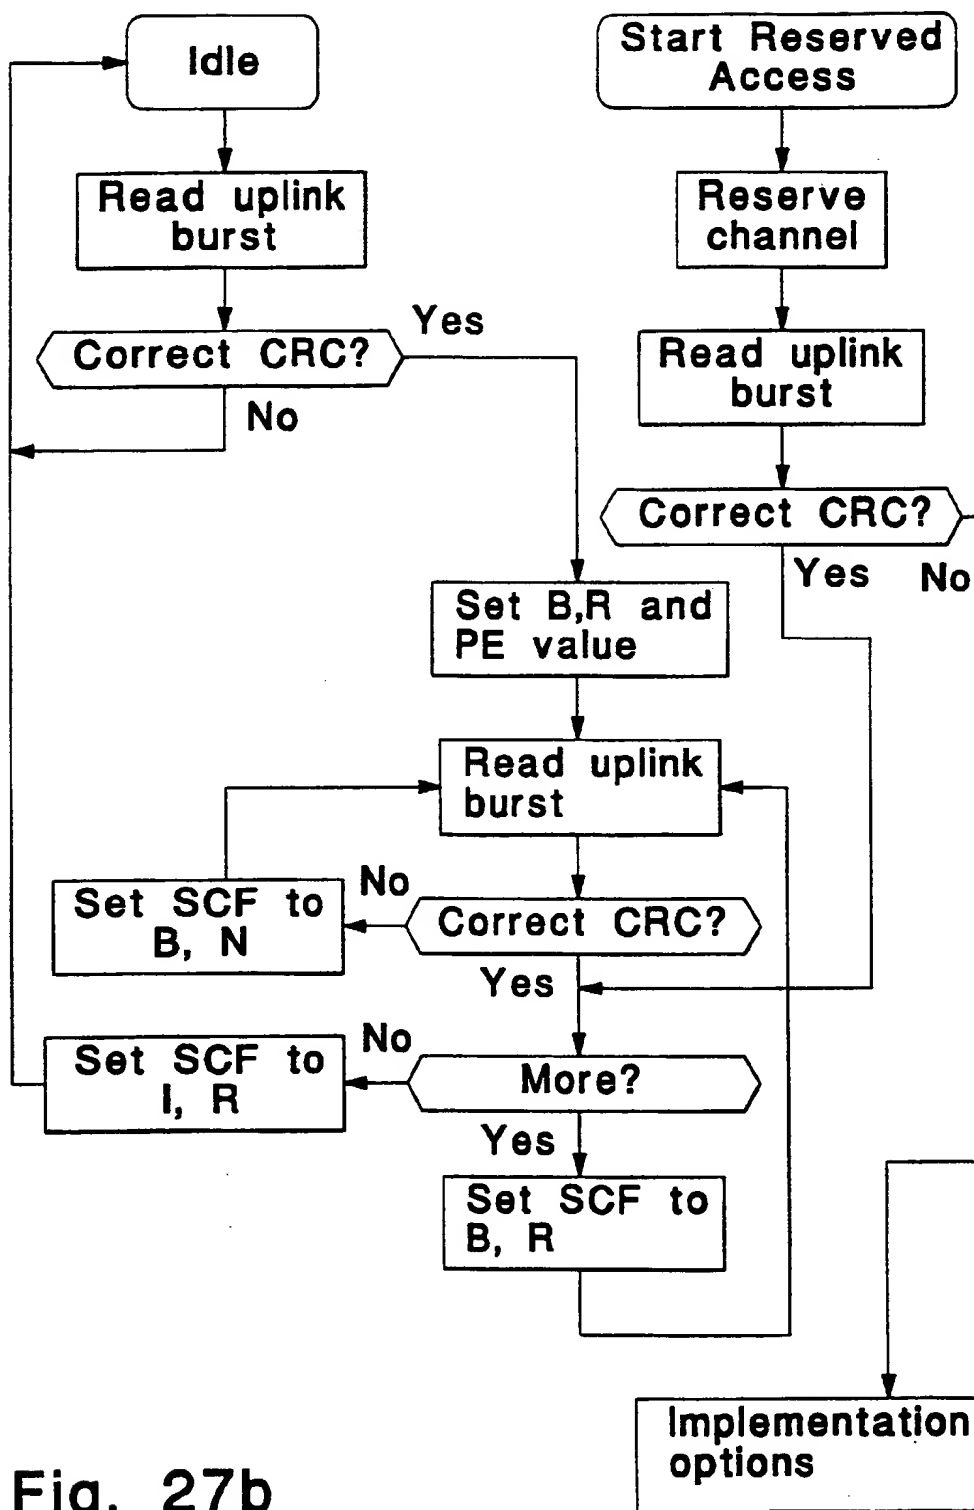 Idle
Read uplink
burst
Correct CRC?
Yes
No
Start Reserved
Access
Reserve
channel
Read uplink
burst
Correct CRC?
Yes
No
Set B,R and
PE value
Read uplink
burst
Correct CRC?
No
Yes
Set SCF to
B, N
More?
No
Yes
Set SCF to
I, R
Set SCF to
B, R
Implementation
options
Fig. 27b